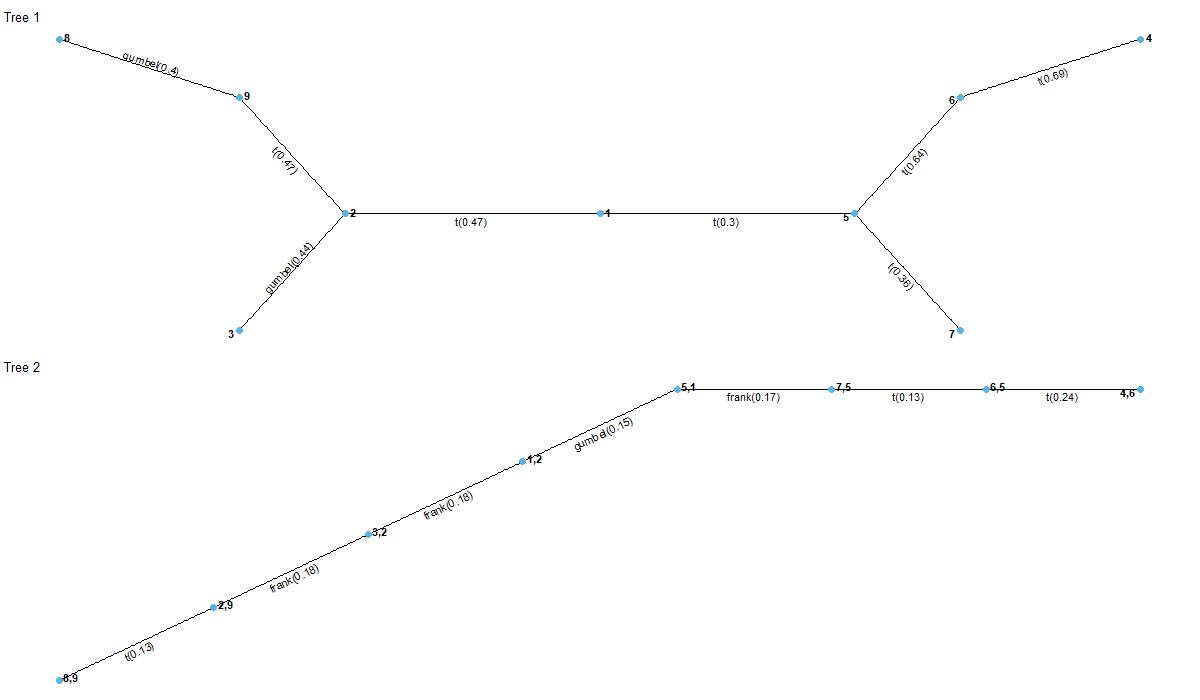 Tree 1
8
4
gumbel(0.4)
t(0.69)
9
6
t(0.47)
t(0.64)
2
1
5
t(0.47)
t(0.3)
gumbel(0.44)
t(0.36)
3
7
Tree 2
5,1
7,5
6,5
4,6
frank(0.17)
t(0.13)
t(0.24)
gumbel(0.15)
1,2
frank(0.18)
3,2
frank(0.18)
2,9
t(0.13)
8,9